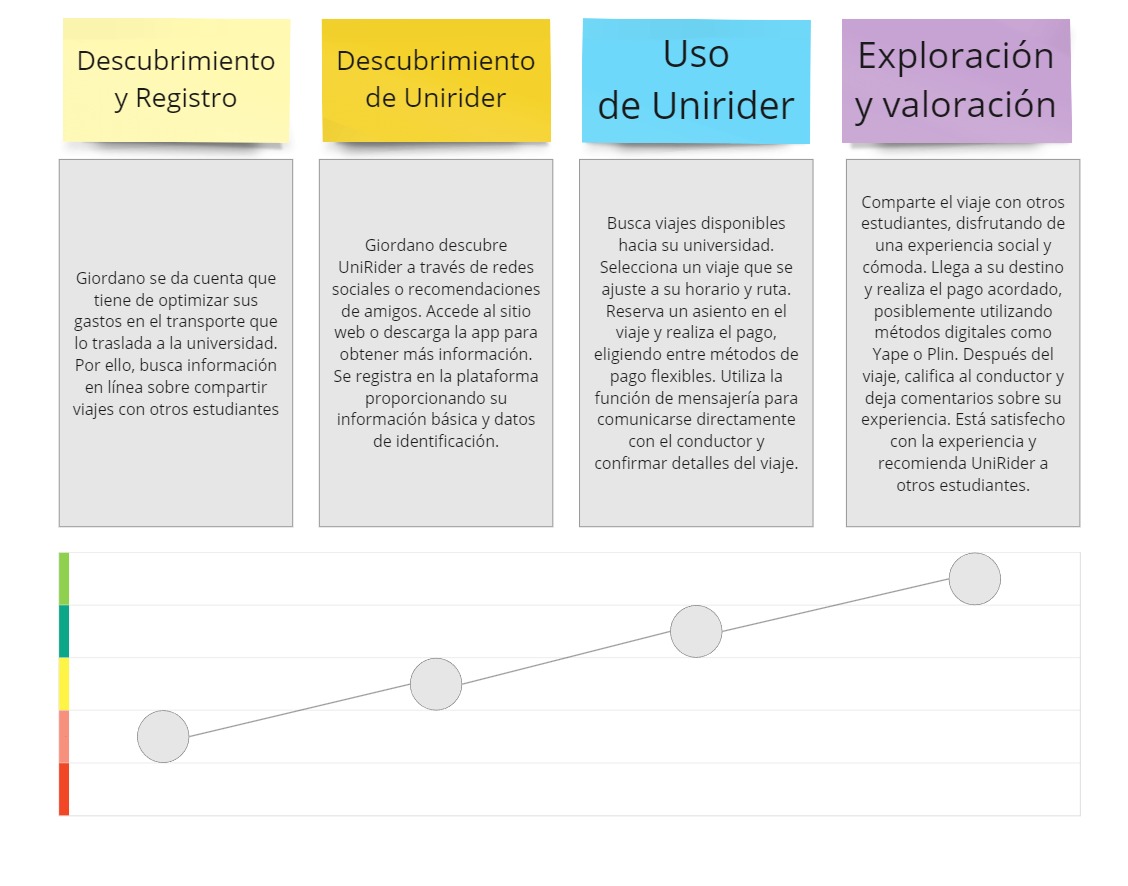 Descubrimiento
y Registro
Descubrimiento
de Unirider
Uso
de Unirider
Exploración
y valoración
Giordano se da cuenta que
tiene de optimizar sus
gastos en el transporte que
lo traslada a la universidad.
Por ello, busca información
en línea sobre compartir
viajes con otros estudiantes
Giordano descubre
UniRider a través de redes
sociales o recomendaciones
de amigos. Accede al sitio
web o descarga la app para
obtener más información.
Se registra en la plataforma
proporcionando su
información básica y datos
de identificación.
Busca viajes disponibles
hacia su universidad.
Selecciona un viaje que se
ajuste a su horario y ruta.
Reserva un asiento en el
viaje y realiza el pago,
eligiendo entre métodos de
pago flexibles. Utiliza la
función de mensajería para
comunicarse directamente
con el conductor y
confirmar detalles del viaje.
Comparte el viaje con otros
estudiantes, disfrutando de
una experiencia social y
cómoda. Llega a su destino
y realiza el pago acordado,
posiblemente utilizando
métodos digitales como
Yape o Plin. Después del
viaje, califica al conductor y
deja comentarios sobre su
experiencia. Está satisfecho
con la experiencia y
recomienda UniRider a
otros estudiantes.